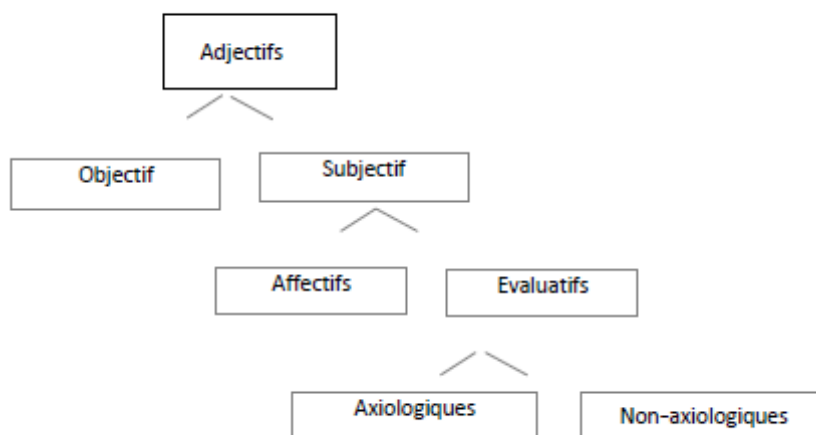 Adjectifs
Objectif
Subjectif
Affectifs
Evaluatifs
Axiologiques
Non-axiologiques